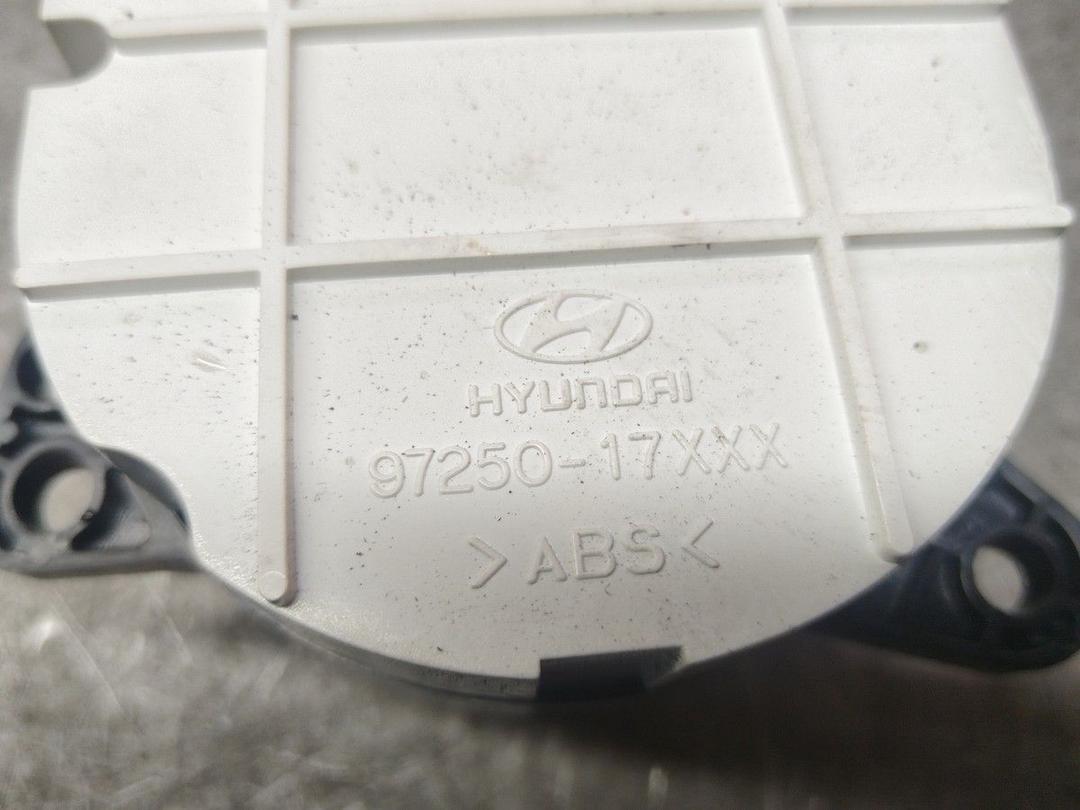 HYUNDAI
97250-17XXX
>ABS<